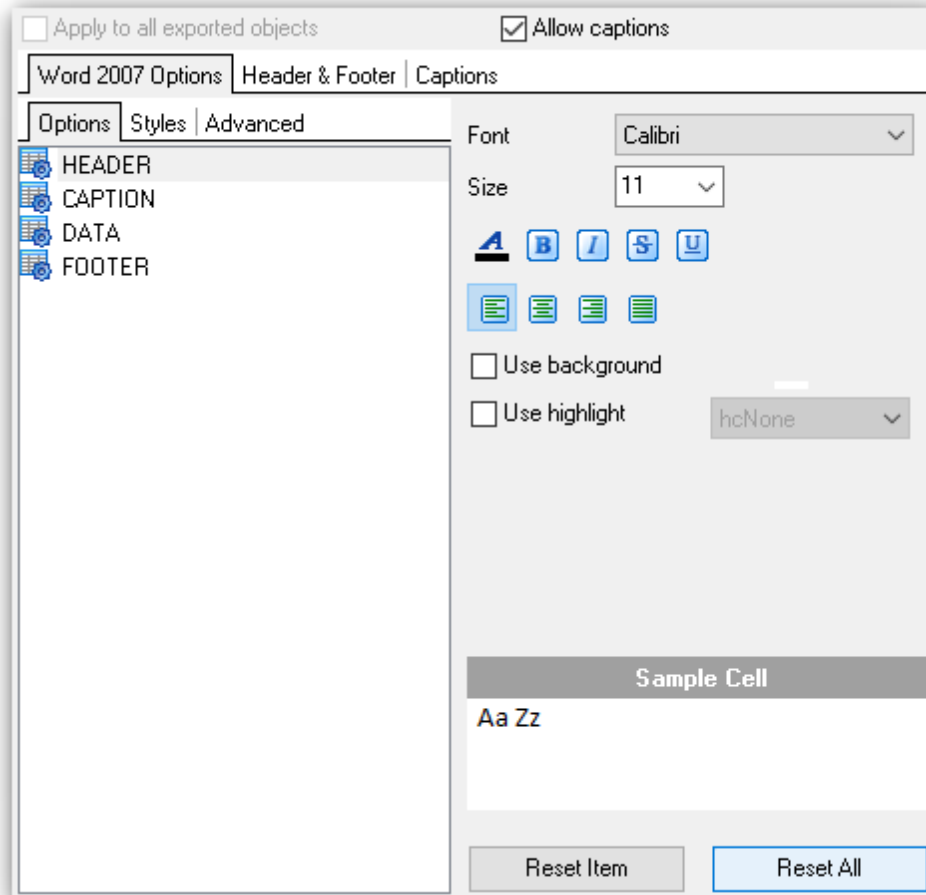 Apply to all exported objects Allow captions
Word 2007 Options Header & Footer Captions
Options Styles Advanced
HEADER
CAPTION
DATA
FOOTER
Font Calibri
Size 11
A B I S U
Use background
Use highlight hcNone
Sample Cell
Aa Zz
Reset Item Reset All